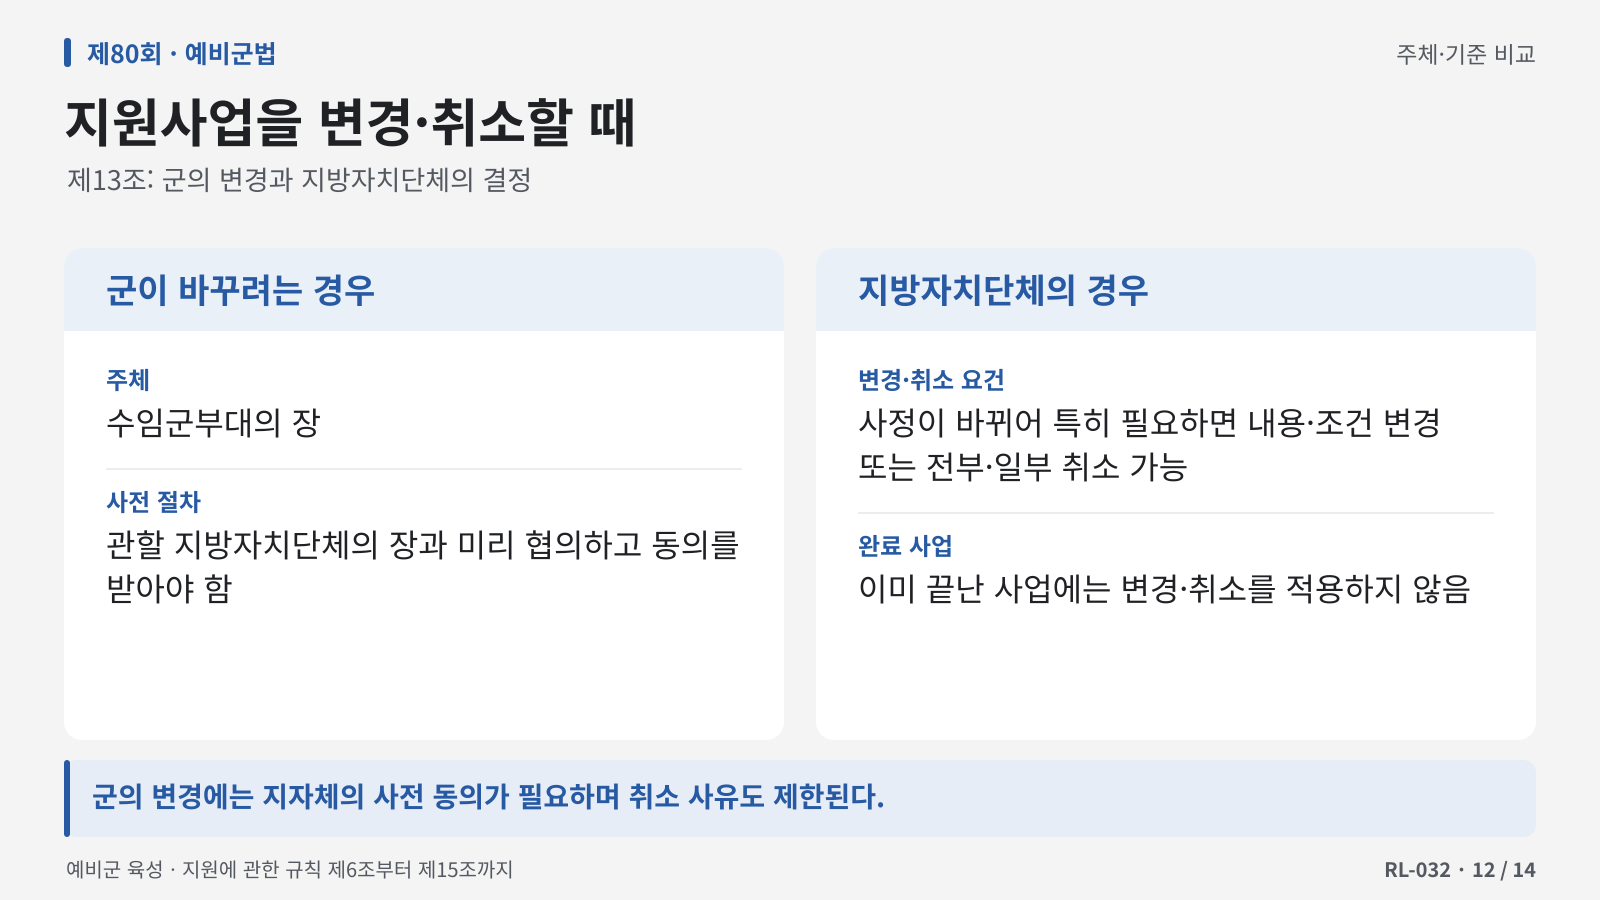 제80회 · 예비군법
주체·기준 비교
지원사업을 변경·취소할 때
제13조: 군의 변경과 지방자치단체의 결정
군이 바꾸려는 경우
주체
수임군부대의 장
사전 절차
관할 지방자치단체의 장과 미리 협의하고 동의를
받아야 함
지방자치단체의 경우
변경·취소 요건
사정이 바뀌어 특히 필요하면 내용·조건 변경
또는 전부·일부 취소 가능
완료 사업
이미 끝난 사업에는 변경·취소를 적용하지 않음
군의 변경에는 지자체의 사전 동의가 필요하며 취소 사유도 제한된다.
예비군 육성 · 지원에 관한 규칙 제6조부터 제15조까지
RL-032 · 12 / 14